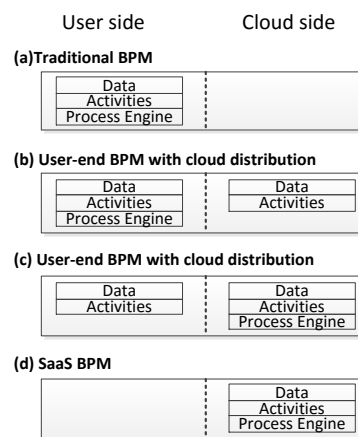 User side Cloud side
(a)Traditional BPM
Data
Activities
Process Engine
(b) User-end BPM with cloud distribution
Data Data
Activities Activities
Process Engine
(c) User-end BPM with cloud distribution
Data Data
Activities Activities
Process Engine
(d) SaaS BPM
Data
Activities
Process Engine